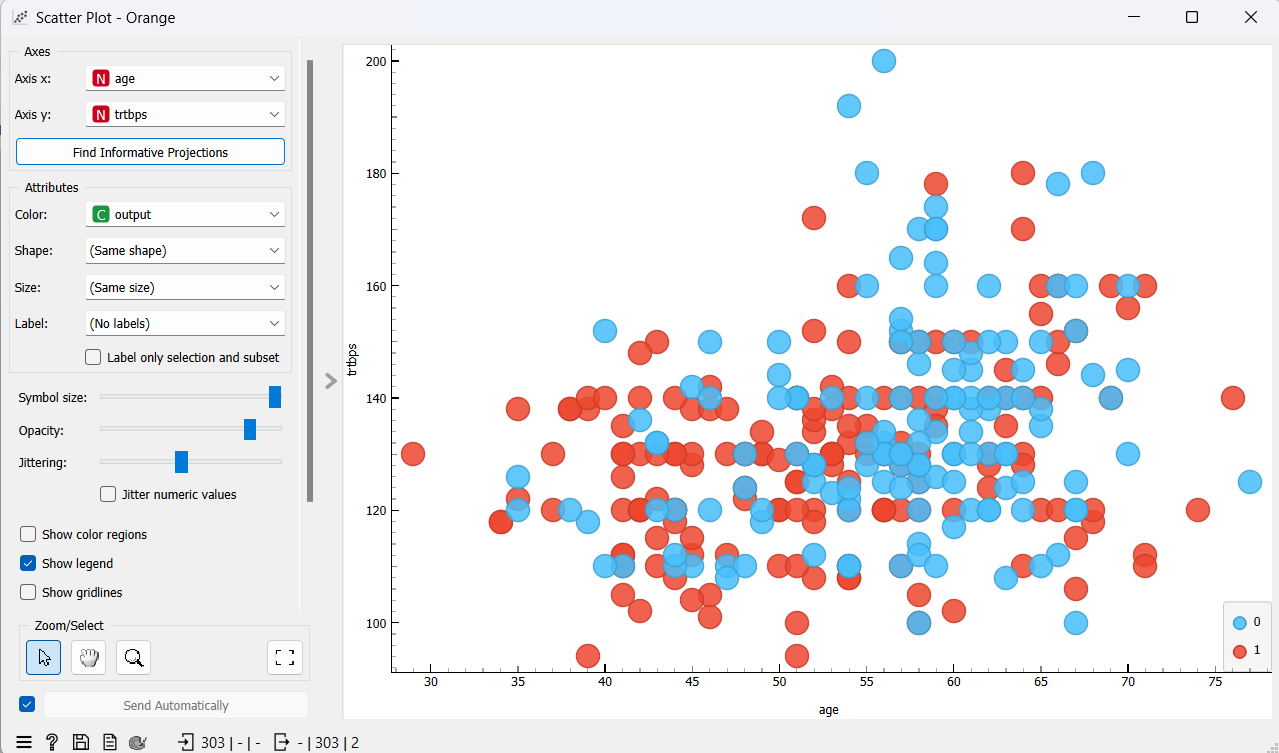 Scatter Plot - Orange
Axes
Axis x: N age
Axis y: N trtbps
Find Informative Projections
Attributes
Color: C output
Shape: (Same shape)
Size: (Same size)
Label: (No labels)
Label only selection and subset
Symbol size:
Opacity:
Jittering:
Jitter numeric values
Show color regions
Show legend
Show gridlines
Zoom/Select
Send Automatically
303 | - | - - | 303 | 2
trtbps
200
180
160
140
120
100
30 35 40 45 50 55 60 65 70 75
age
0
1